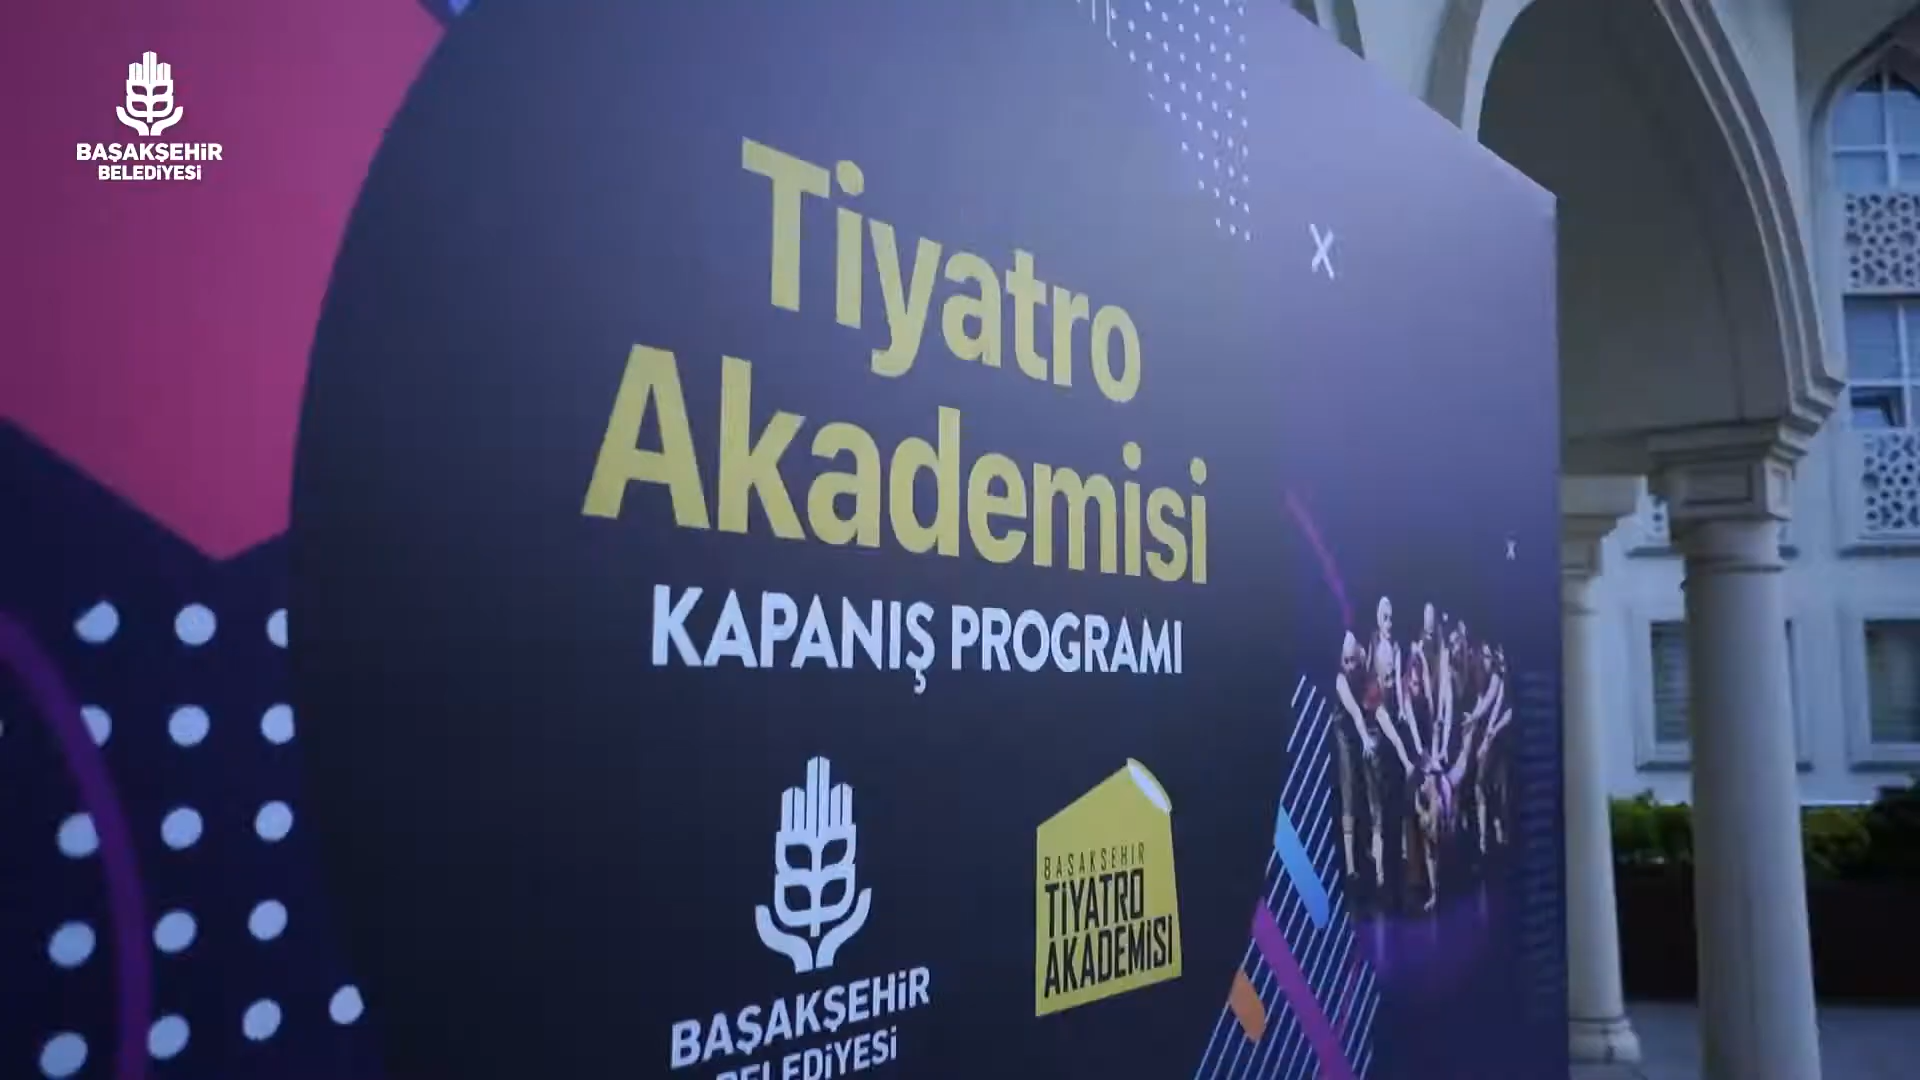 BAŞAKŞEHİR
BELEDİYESİ
Tiyatro
Akademisi
KAPANIŞ PROGRAMI
BAŞAKŞEHİR
TİYATRO
AKADEMİSİ
BAŞAKŞEHİR
BELEDİYESİ